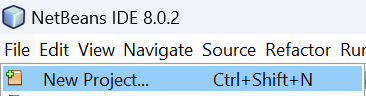 NetBeans IDE 8.0.2
File Edit View Navigate Source Refactor
New Project... Ctrl+Shift+N